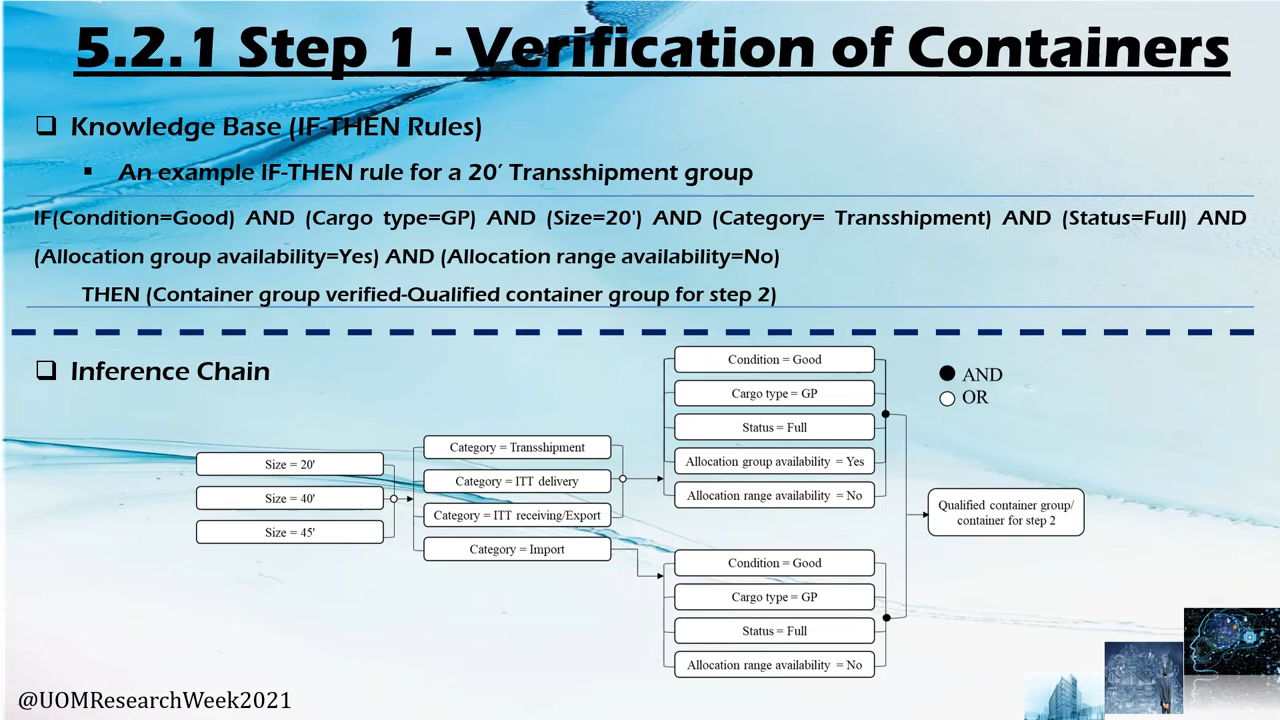 5.2.1 Step 1 - Verification of Containers
❑ Knowledge Base (IF-THEN Rules)
▪ An example IF-THEN rule for a 20’ Transshipment group
IF(Condition=Good) AND (Cargo type=GP) AND (Size=20') AND (Category= Transshipment) AND (Status=Full) AND
(Allocation group availability=Yes) AND (Allocation range availability=No)
THEN (Container group verified-Qualified container group for step 2)
❑ Inference Chain
Size = 20'
Size = 40'
Size = 45'
Category = Transshipment
Category = ITT delivery
Category = ITT receiving/Export
Category = Import
Condition = Good
Cargo type = GP
Status = Full
Allocation group availability = Yes
Allocation range availability = No
Condition = Good
Cargo type = GP
Status = Full
Allocation range availability = No
AND
OR
Qualified container group/
container for step 2
@UOMResearchWeek2021